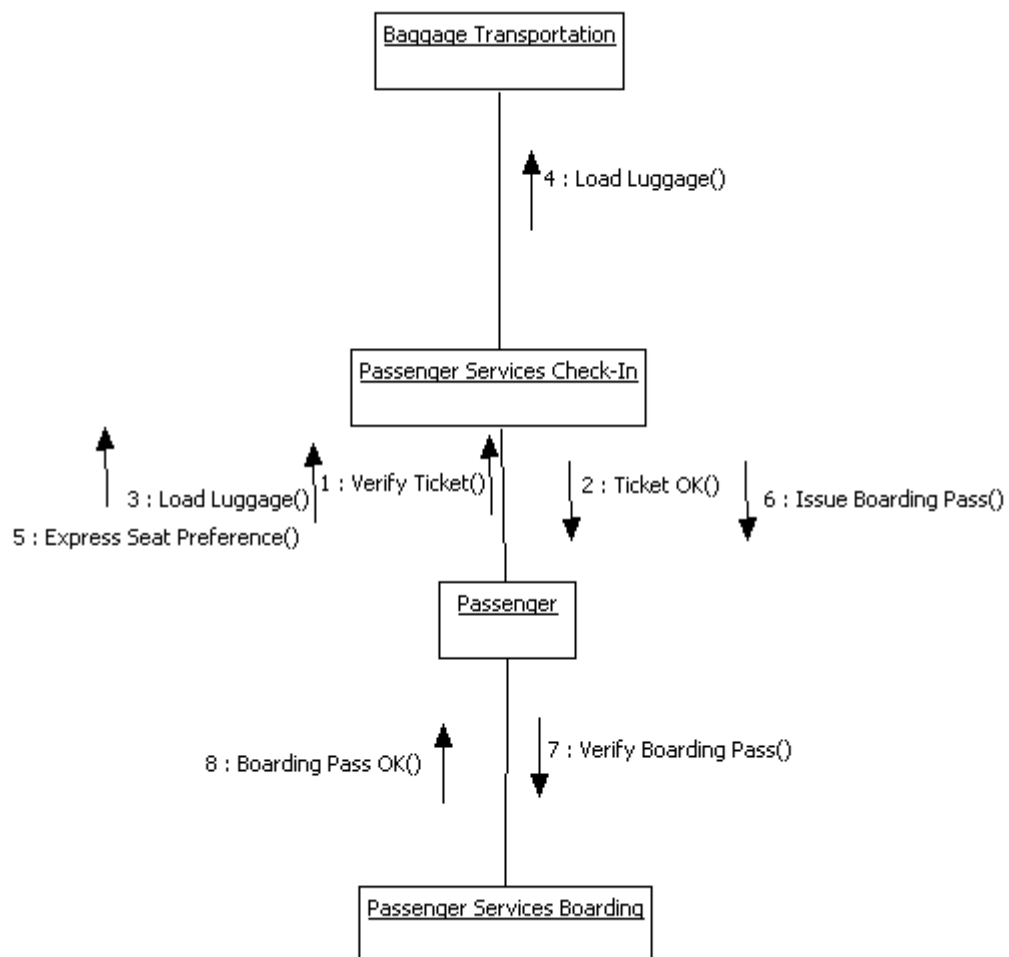 Baggage Transportation
4 : Load Luggage()
Passenger Services Check-In
1 : Verify Ticket()
2 : Ticket OK()
3 : Load Luggage()
6 : Issue Boarding Pass()
5 : Express Seat Preference()
Passenger
7 : Verify Boarding Pass()
8 : Boarding Pass OK()
Passenger Services Boarding